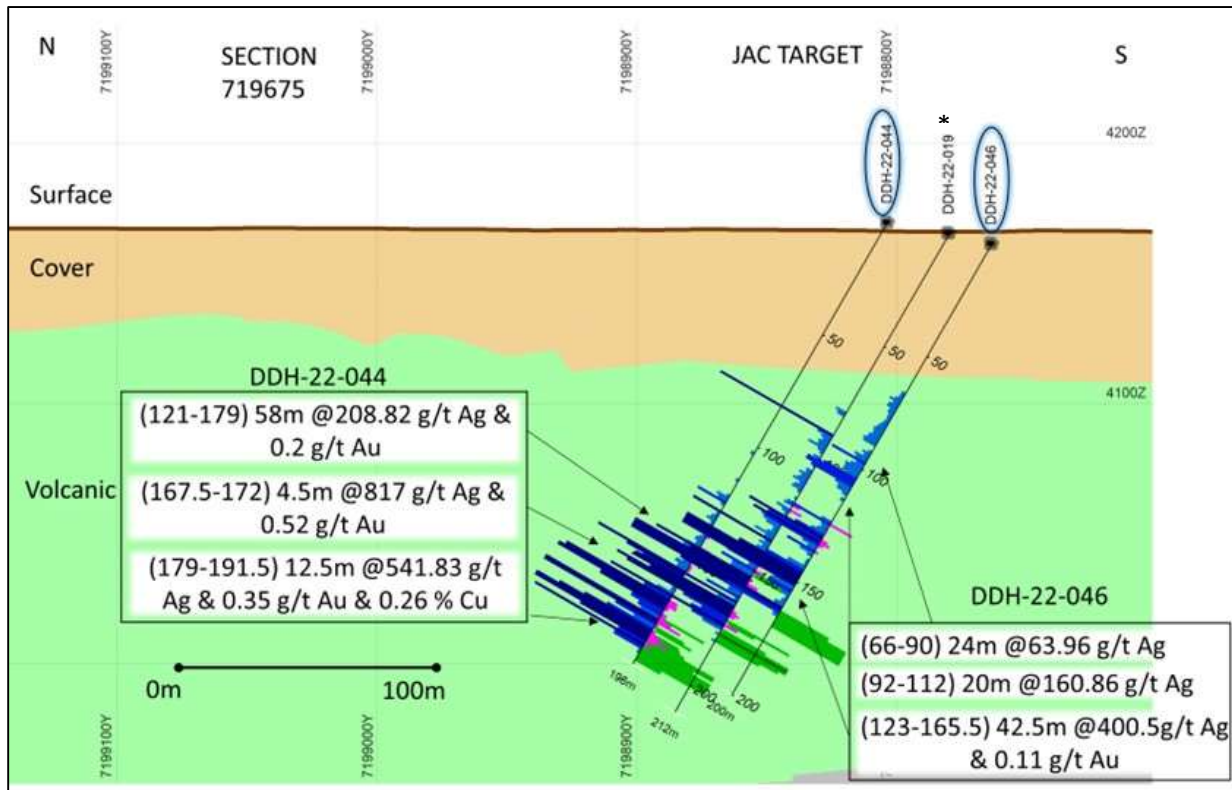 N
SECTION
719675
JAC TARGET
S
7199100Y
7199000Y
7198900Y
7198800Y
4200Z
DDH-22-044
*
DDH-22-019
DDH-22-046
Surface
Cover
50
50
50
4100Z
DDH-22-044
(121-179) 58m @208.82 g/t Ag &
0.2 g/t Au
(167.5-172) 4.5m @817 g/t Ag &
0.52 g/t Au
(179-191.5) 12.5m @541.83 g/t
Ag & 0.35 g/t Au & 0.26 % Cu
Volcanic
100
100
150
DDH-22-046
(66-90) 24m @63.96 g/t Ag
(92-112) 20m @160.86 g/t Ag
(123-165.5) 42.5m @400.5g/t Ag
& 0.11 g/t Au
0m
100m
198m
200
200m
200
212m
7199100Y
7199000Y
7198900Y